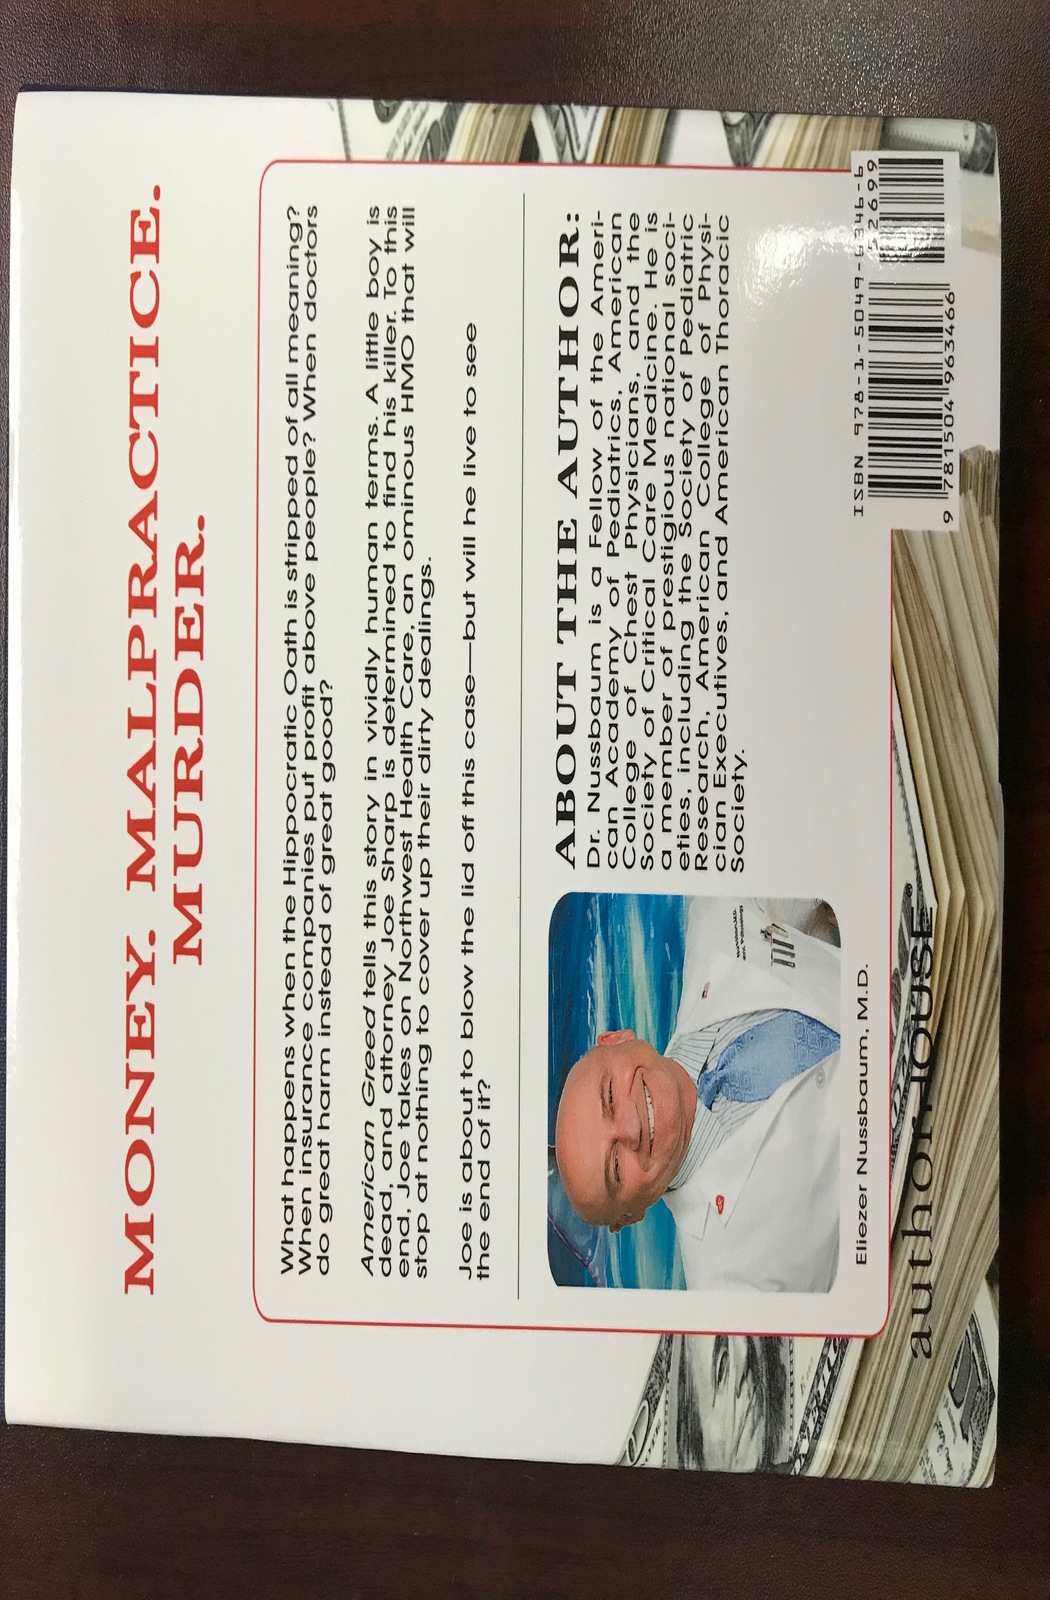 MONEY. MALPRACTICE.
MURDER.
What happens when the Hippocratic Oath is stripped of all meaning?
When insurance companies put profit above people? When doctors
do great harm instead of great good?
American Greed tells this story in vividly human terms. A little boy is
dead, and attorney Joe Sharp is determined to find his killer. To this
end, Joe takes on Northwest Health Care, an ominous HMO that will
stop at nothing to cover up their dirty dealings.
Joe is about to blow the lid off this case—but will he live to see
the end of it?
ABOUT THE AUTHOR:
Dr. Nussbaum is a Fellow of the Ameri-
can Academy of Pediatrics, American
College of Chest Physicians, and the
Society of Critical Care Medicine. He is
a member of prestigious national soci-
eties, including the Society of Pediatric
Research, American College of Physi-
cian Executives, and American Thoracic
Society.
Eliezer Nussbaum, M.D.
authorHOUSE®
ISBN 978-1-5049-6346-6
52699
9 781504 963466